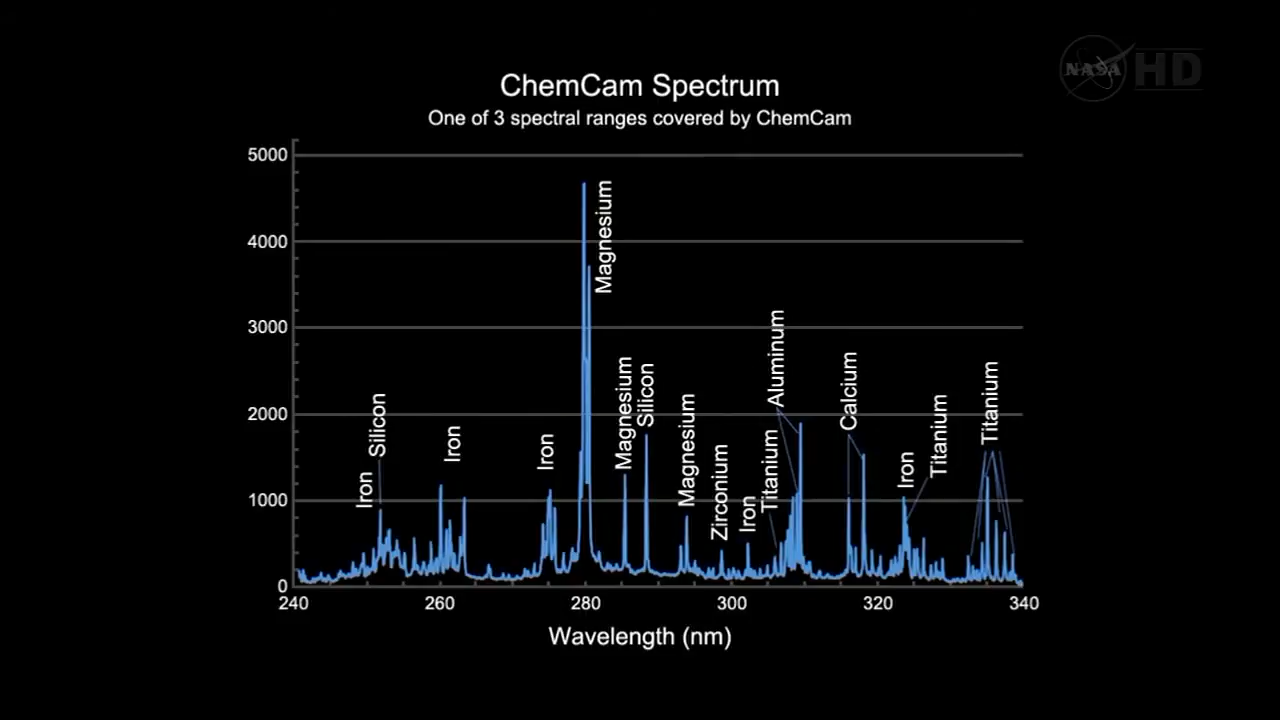 NASA HD
ChemCam Spectrum
One of 3 spectral ranges covered by ChemCam
5000
4000
3000
2000
1000
0
Iron
Silicon
Iron
Iron
Magnesium
Magnesium
Silicon
Magnesium
Zirconium
Iron
Titanium
Aluminum
Calcium
Iron
Titanium
Titanium
240 260 280 300 320 340
Wavelength (nm)